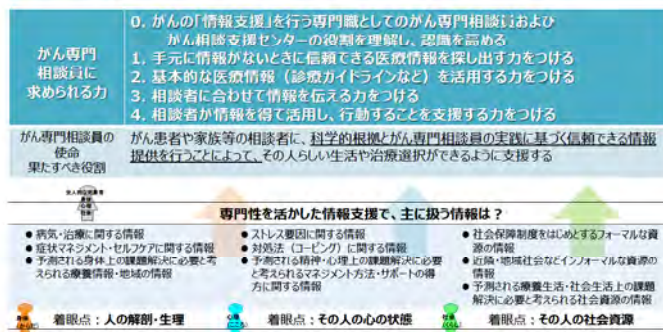 がん専門
相談員に
求められる力
0. がんの「情報支援」を行う専門職としてのがん専門相談員および
がん相談支援センターの役割を理解し、認識を高める
1. 手元に情報がないときに信頼できる医療情報を探し出す力をつける
2. 基本的な医療情報（診療ガイドラインなど）を活用する力をつける
3. 相談者に合わせて情報を伝える力をつける
4. 相談者が情報を得て活用し、行動することを支援する力をつける
がん専門相談員の
使命
果たすべき役割
がん患者や家族等の相談者に、科学的根拠とがん専門相談員の実践に基づく信頼できる情報
提供を行うことによって、その人らしい生活や治療選択ができるように支援する
専門性を活かした情報支援で、主に扱う情報は？
● 病気・治療に関する情報
● 症状マネジメント・セルフケアに関する情報
● 予測される身体上の課題解決に必要と考
えられる療養情報・地域の情報
● ストレス要因に関する情報
● 対処法（コーピング）に関する情報
● 予測される精神・心理上の課題解決に必要
と考えられるマネジメント方法・サポートの得
方に関する情報
● 社会保障制度をはじめとするフォーマルな資
源の情報
● 近隣・地域社会などインフォーマルな資源の
情報
● 予測される療養生活・社会生活上の課題
解決に必要と考えられる社会資源の情報
身体
(からだ)
着眼点：人の解剖・生理
心理
(こころ)
着眼点：その人の心の状態
社会
(くらし)
着眼点：その人の社会資源